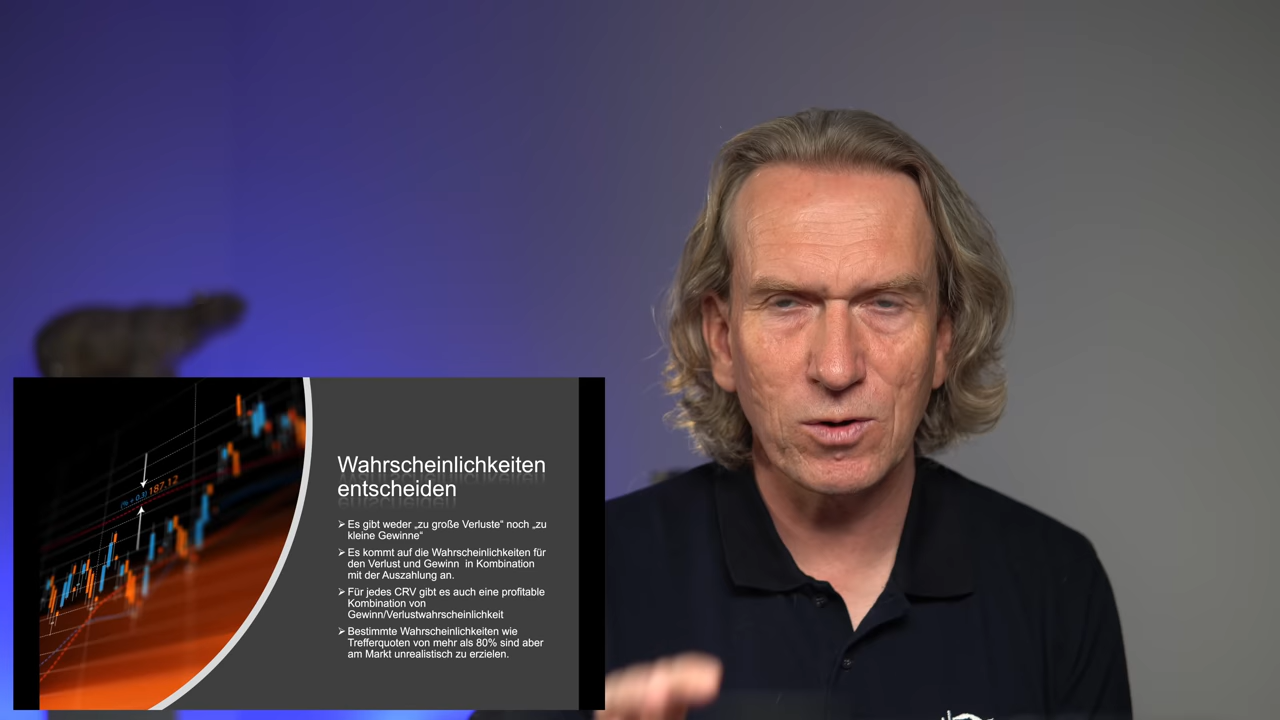 (% + 0.3) 187.12
Wahrscheinlichkeiten
entscheiden
➢ Es gibt weder „zu große Verluste“ noch „zu
kleine Gewinne“
➢ Es kommt auf die Wahrscheinlichkeiten für
den Verlust und Gewinn in Kombination
mit der Auszahlung an.
➢ Für jedes CRV gibt es auch eine profitable
Kombination von
Gewinn/Verlustwahrscheinlichkeit
➢ Bestimmte Wahrscheinlichkeiten wie
Trefferquoten von mehr als 80% sind aber
am Markt unrealistisch zu erzielen.